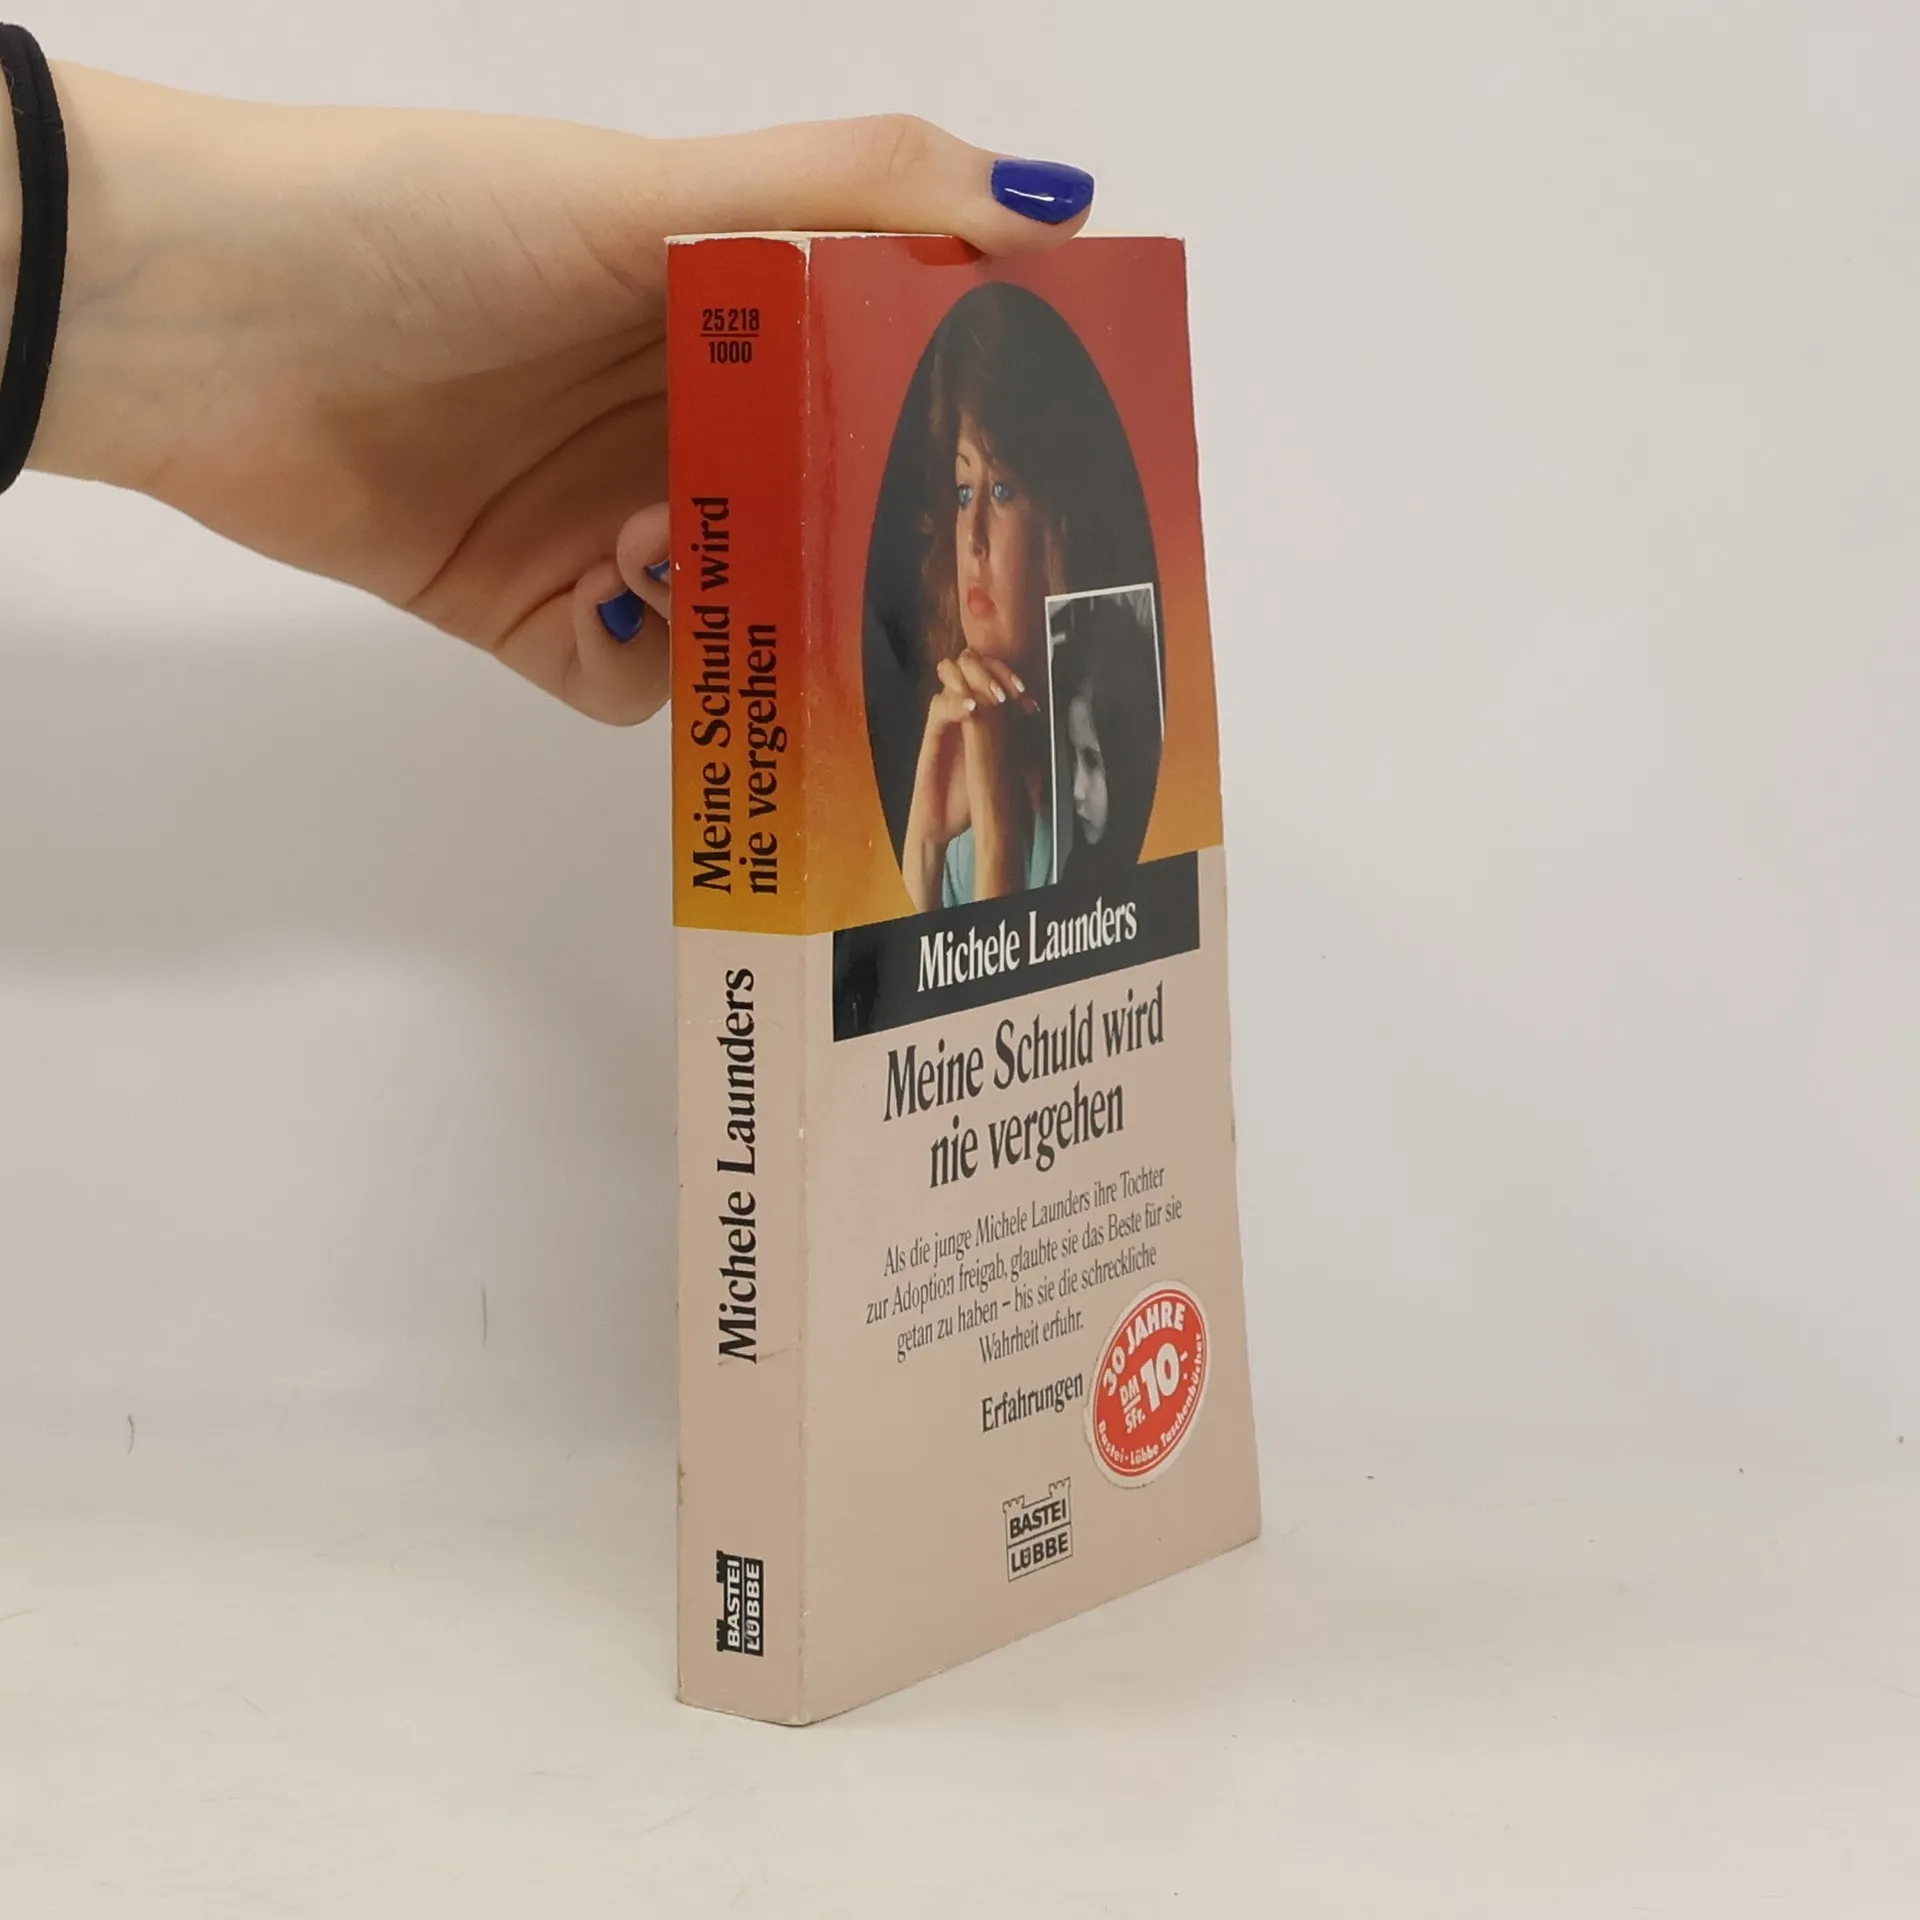 25 218
1000
Meine Schuld wird
nie vergehen
Michele Launders
BASTEI
LÜBBE
Michele Launders
Meine Schuld wird
nie vergehen
Als die junge Michele Launders ihre Tochter
zur Adoption freigab, glaubte sie das Beste für sie
getan zu haben – bis sie die schreckliche
Wahrheit erfuhr.
Erfahrungen
30 JAHRE
DM
SFr. 10.-
Bastei-Lübbe Taschenbücher
BASTEI
LÜBBE